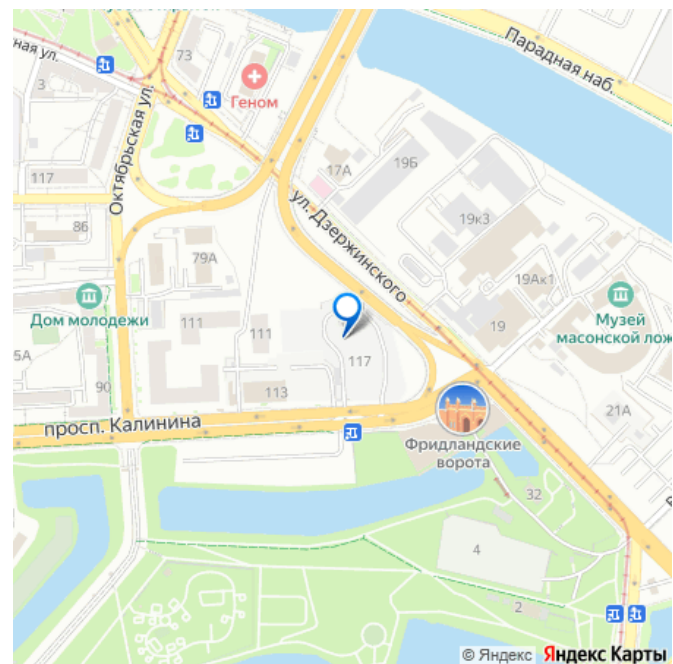 73
ная ул.
3
Геном
Парадная наб.
Октябрьская ул.
117
17А
19Б
ул. Дзержинского
19к3
8Б
79А
19Ак1
Дом молодежи
111
111
19
Музей
масонской лож
5А
117
90
113
21А
просп. Калинина
Фридландские
ворота
32
4
2
© Яндекс Яндекс Карты